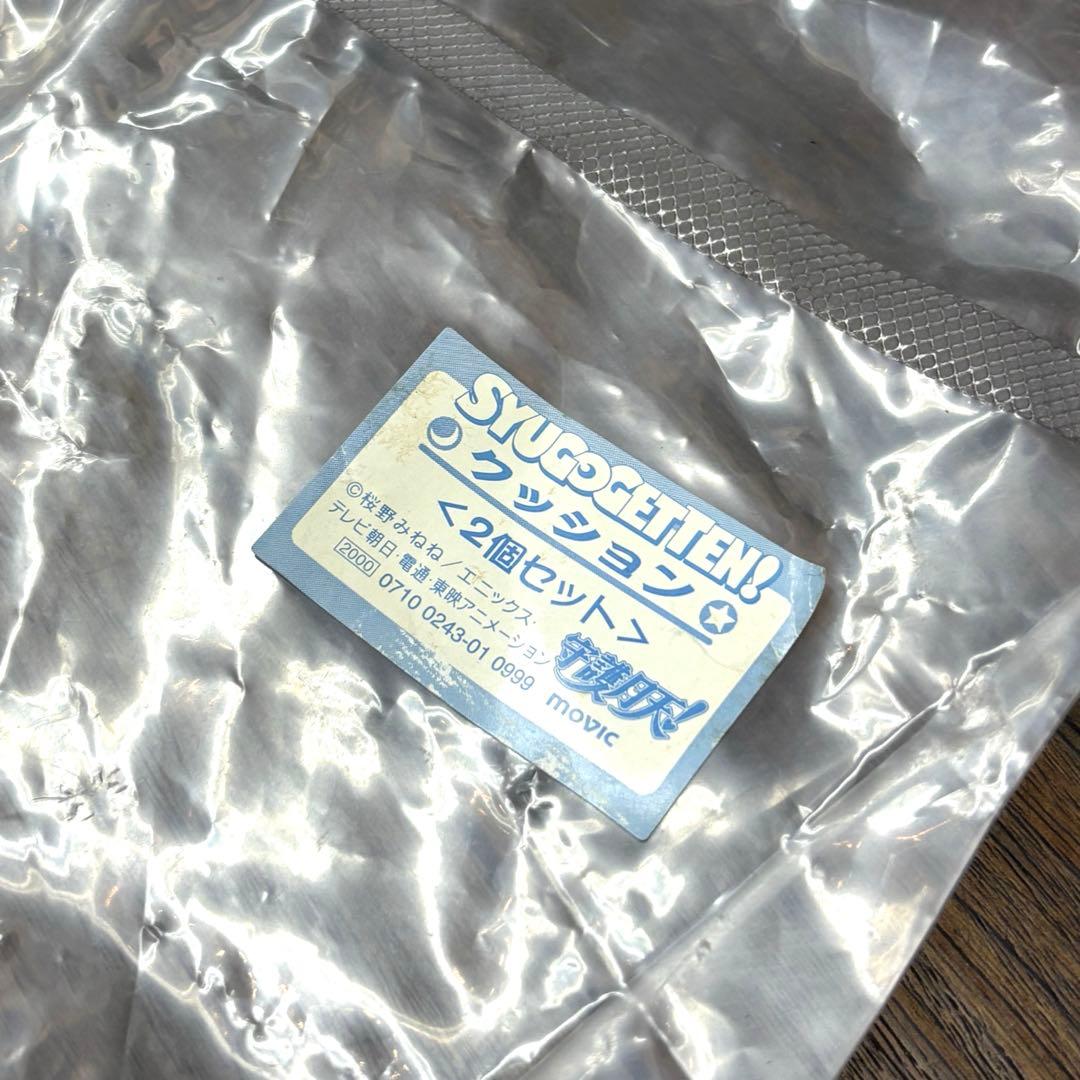 SYUGOGETTEN!
クッション
<2個セット>
©桜野みねね/エニックス・
テレビ朝日・電通・東映アニメーション
2000 0710 0243-01 0999
守護月天!
movic